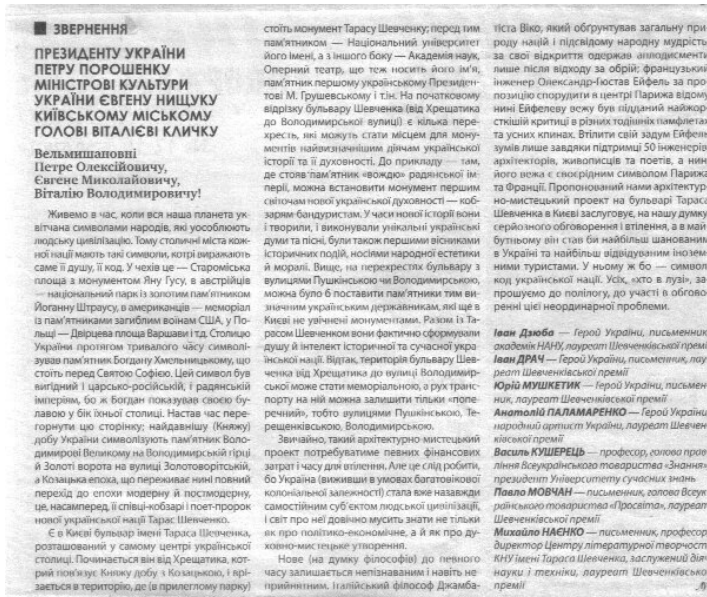 ЗВЕРНЕННЯ
ПРЕЗИДЕНТУ УКРАЇНИ
ПЕТРУ ПОРОШЕНКУ
МІНІСТРОВІ КУЛЬТУРИ
УКРАЇНИ ЄВГЕНУ НИЩУКУ
КИЇВСЬКОМУ МІСЬКОМУ
ГОЛОВІ ВІТАЛІЄВІ КЛИЧКУ
Вельмишановні
Петре Олексійовичу,
Євгене Миколайовичу,
Віталію Володимировичу!
Живемо в час, коли вся наша планета ук-
вітчана символами народів, які уособлюють
людську цивілізацію. Тому столичні міста кож-
ної нації мають такі символи, котрі виражають
саме її душу, її код. У чехів це — Староміська
площа з монументом Яну Гусу, в австрійців
— національний парк із золотим пам'ятником
Йоганну Штраусу, в американців — меморіал
із пам'ятниками загиблим воїнам США, у По-
льщі — Двірцева площа Варшави і т.д. Столицю
України протягом тривалого часу символі-
зував пам'ятник Богдану Хмельницькому, що
стоїть перед Святою Софією. Цей символ був
вигідний і царсько-російській, і радянській
імперіям, бо ж Богдан показував своєю бу-
лавою у бік їхньої столиці. Настав час пере-
горнути цю сторінку; найдавнішу (Княжу)
добу України символізують пам'ятник Воло-
димирові Великому на Володимирській гірці
й Золоті ворота на вулиці Золотоворітській,
а Козацька епоха, що переживає нині повний
перехід до епохи модерну й постмодерну,
це, насамперед, її співці-кобзарі і поет-пророк
нової української нації Тарас Шевченко.
Є в Києві бульвар імені Тараса Шевченка,
розташований у самому центрі української
столиці. Починається він від Хрещатика, кот-
рий пов'язує Княжу добу з Козацькою, і врі-
зається в територію, де (в прилеглому парку)
стоїть монумент Тарасу Шевченку; перед тим
пам'ятником — Національний університет
його імені, а з іншого боку — Академія наук,
Оперний театр, що теж носить його ім'я,
пам'ятник першому українському Президен-
тові М. Грушевському і т.ін. На початковому
відрізку бульвару Шевченка (від Хрещатика
до Володимирської вулиці) є кілька пере-
хресть, які можуть стати місцем для мону-
ментів найвизначнішим діячам української
історії та її духовності. До прикладу — там,
де стояв пам'ятник «вождю» радянської ім-
перії, можна встановити монумент першим
світочам нової української духовності — коб-
зарям бандуристам. У часи нової історії вони
і творили, і виконували унікальні українські
думи та пісні, були також першими вісниками
історичних подій, носіями народної естетики
й моралі. Вище, на перехрестях бульвару з
вулицями Пушкінською чи Володимирською,
можна було б поставити пам'ятники тим виз-
начним українським державникам, які ще в
Києві не увічнені монументами. Разом із Та-
расом Шевченком вони фактично сформували
душу й інтелект історичної та сучасної укра-
їнської нації. Відтак, територія бульвару Шев-
ченка від Хрещатика до вулиці Володимир-
ської може стати меморіальною, а рух транс-
порту на ній можна залишити тільки «попе-
речний», тобто вулицями Пушкінською, Те-
рещенківською, Володимирською.
Звичайно, такий архітектурно-мистецький
проект потребуватиме певних фінансових
затрат і часу для втілення. Але це слід робити,
бо Україна (виживши в умовах багатовікової
колоніальної залежності) стала вже назавжди
самостійним суб'єктом людської цивілізації,
і світ про неї довічно мусить знати не тільки
як про політико-економічне, а й як про ду-
ховно-мистецьке утворення.
Нове (на думку філософів) до певного
часу залишається непізнаваним і навіть не-
прийнятним. Італійський філософ Джамба-
тіста Віко, який обґрунтував загальну при-
роду націй і підсвідому народну мудрість
за свої відкриття одержав аплодисменти
лише після відходу за обрій; французький
інженер Олександр-Гюстав Ейфель за про-
позицію спорудити в центрі Парижа відому
нині Ейфелеву вежу був підданий найжор-
сткішій критиці в різних тодішніх памфлетах
та усних кпинах. Втілити свій задум Ейфель
зумів лише завдяки підтримці 50 інженерів
архітекторів, живописців та поетів, а нин
його вежа є своєрідним символом Парижа
та Франції. Пропонований нами архітектур-
но-мистецький проект на бульварі Тараса
Шевченка в Києві заслуговує, на нашу думку
серйозного обговорення і втілення, а в май-
бутньому він став би найбільш шанованим
в Україні та найбільш відвідуваним інозем-
ними туристами. У ньому ж бо — символ
код української нації. Усіх, «хто в лузі», за-
прошуємо до полілогу, до участі в обгово-
ренні цієї неординарної проблеми.
Іван Дзюба — Герой України, письменник
академік НАНУ, лауреат Шевченківської премі
Іван ДРАЧ — Герой України, письменник, лау-
реат Шевченківської премії
Юрій МУШКЕТИК — Герой України, письмен-
ник, лауреат Шевченківської премії
Анатолій ПАЛАМАРЕНКО — Герой України
народний артист України, лауреат Шевчен-
ківської премії
Василь КУШЕРЕЦЬ — професор, голова прав-
ління Всеукраїнського товариства «Знання»
президент Університету сучасних знань
Павло МОВЧАН — письменник, голова Всеук-
раїнського товариства «Просвіта», лауреат
Шевченківської премії
Михайло НАЄНКО — письменник, професор
директор Центру літературної творчост
КНУ імені Тараса Шевченка, заслужений діяч
науки і техніки, лауреат Шевченківсько
премії